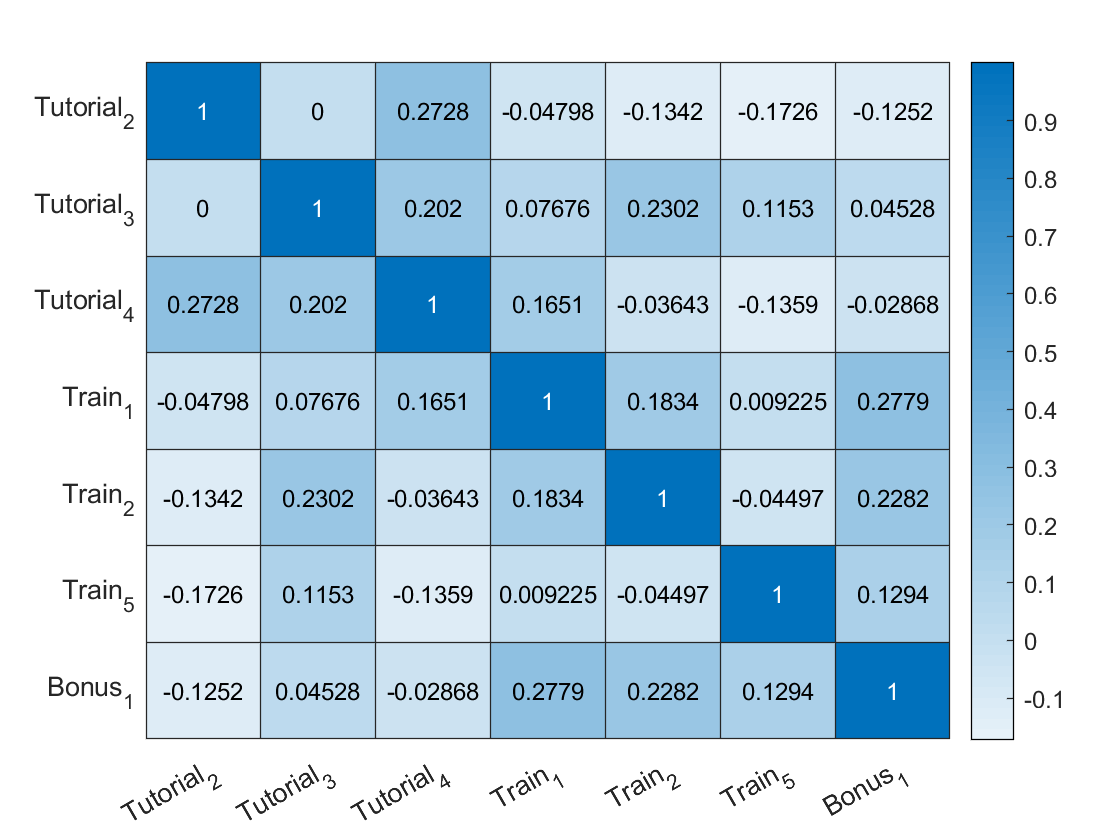 Tutorial2 1 0 0.2728 -0.04798 -0.1342 -0.1726 -0.1252
Tutorial3 0 1 0.202 0.07676 0.2302 0.1153 0.04528
Tutorial4 0.2728 0.202 1 0.1651 -0.03643 -0.1359 -0.02868
Train1 -0.04798 0.07676 0.1651 1 0.1834 0.009225 0.2779
Train2 -0.1342 0.2302 -0.03643 0.1834 1 -0.04497 0.2282
Train5 -0.1726 0.1153 -0.1359 0.009225 -0.04497 1 0.1294
Bonus1 -0.1252 0.04528 -0.02868 0.2779 0.2282 0.1294 1
Tutorial2 Tutorial3 Tutorial4 Train1 Train2 Train5 Bonus1
0.9
0.8
0.7
0.6
0.5
0.4
0.3
0.2
0.1
0
-0.1